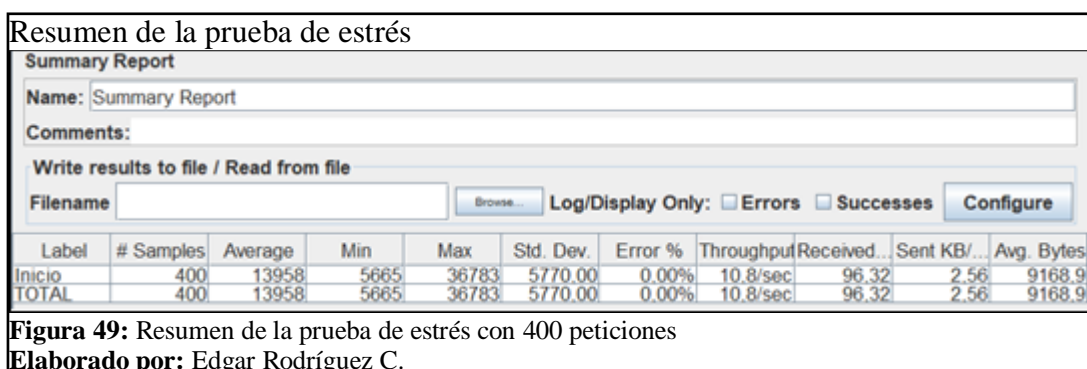 Resumen de la prueba de estrés
Summary Report
Name: Summary Report
Comments:
Write results to file / Read from file
Filename Browse... Log/Display Only: Errors Successes Configure
Label # Samples Average Min Max Std. Dev. Error % Throughput Received... Sent KB/... Avg. Bytes
Inicio 400 13958 5665 36783 5770.00 0.00% 10.8/sec 96.32 2.56 9168.9
TOTAL 400 13958 5665 36783 5770.00 0.00% 10.8/sec 96.32 2.56 9168.9
Figura 49: Resumen de la prueba de estrés con 400 peticiones
Elaborado por: Edgar Rodríguez C.